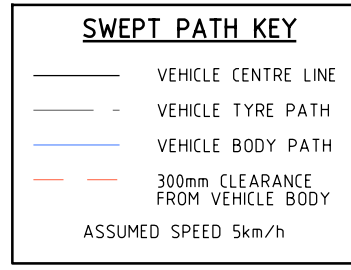 SWEPT PATH KEY
VEHICLE CENTRE LINE
VEHICLE TYRE PATH
VEHICLE BODY PATH
300mm CLEARANCE
FROM VEHICLE BODY
ASSUMED SPEED 5km/h